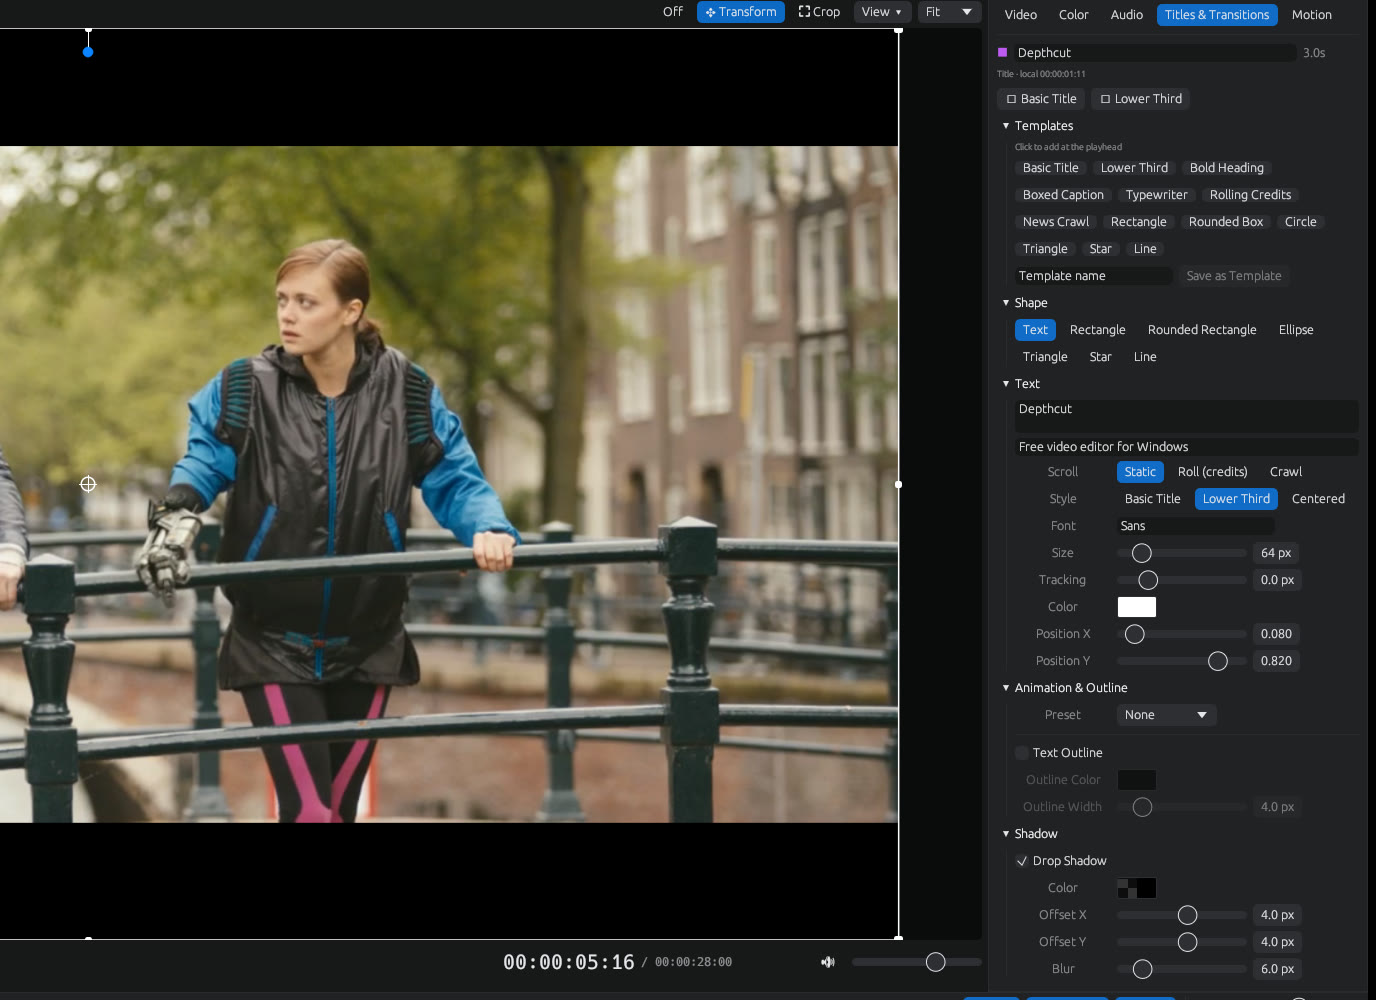 Off Transform Crop View Fit
Video Color Audio Titles & Transitions Motion
Depthcut 3.0s
Title · local 00:00:01:11
Basic Title Lower Third
Templates
Click to add at the playhead
Basic Title Lower Third Bold Heading
Boxed Caption Typewriter Rolling Credits
News Crawl Rectangle Rounded Box Circle
Triangle Star Line
Template name Save as Template
Shape
Text Rectangle Rounded Rectangle Ellipse
Triangle Star Line
Text
Depthcut
Free video editor for Windows
Scroll Static Roll (credits) Crawl
Style Basic Title Lower Third Centered
Font Sans
Size 64 px
Tracking 0.0 px
Color
Position X 0.080
Position Y 0.820
Animation & Outline
Preset None
Text Outline
Outline Color
Outline Width 4.0 px
Shadow
Drop Shadow
Color
Offset X 4.0 px
Offset Y 4.0 px
Blur 6.0 px
00:00:05:16 / 00:00:28:00